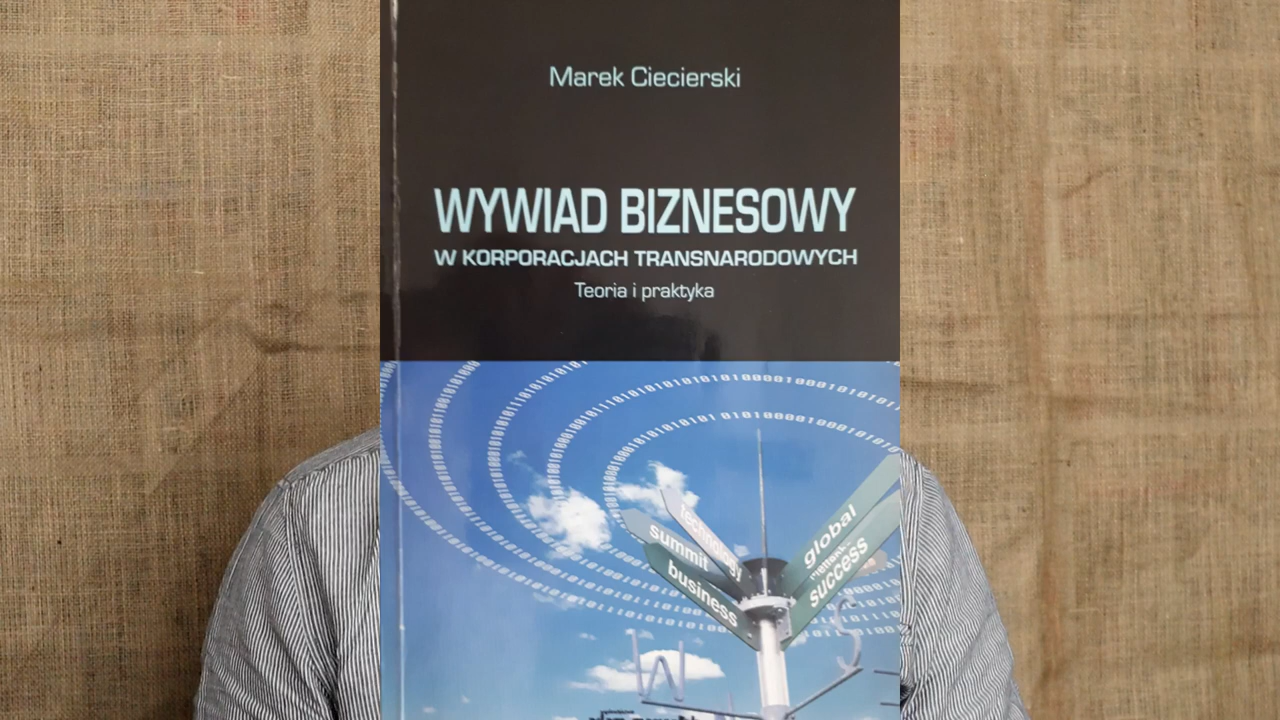 Marek Ciecierski
WYWIAD BIZNESOWY
W KORPORACJACH TRANSNARODOWYCH
Teoria i praktyka
technology
summit
business
global
success
W
S